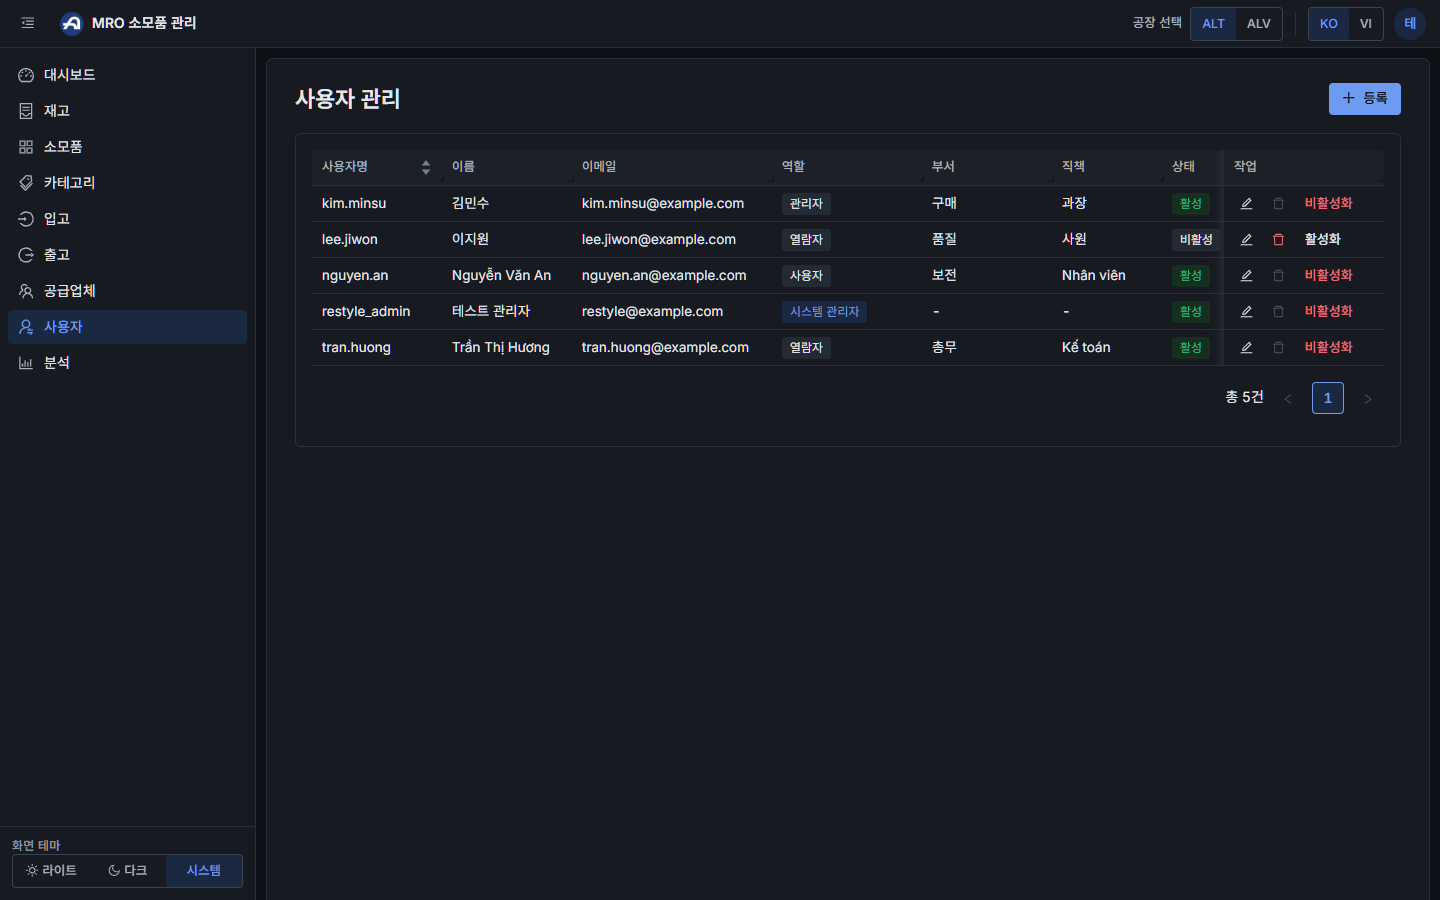 MRO 소모품 관리
공장 선택 ALT ALV KO VI 테
대시보드
재고
소모품
카테고리
입고
출고
공급업체
사용자
분석
화면 테마
라이트 다크 시스템
사용자 관리
+ 등록
사용자명 이름 이메일 역할 부서 직책 상태 작업
kim.minsu 김민수 kim.minsu@example.com 관리자 구매 과장 활성 비활성화
lee.jiwon 이지원 lee.jiwon@example.com 열람자 품질 사원 비활성 활성화
nguyen.an Nguyễn Văn An nguyen.an@example.com 사용자 보전 Nhân viên 활성 비활성화
restyle_admin 테스트 관리자 restyle@example.com 시스템 관리자 - - 활성 비활성화
tran.huong Trần Thị Hương tran.huong@example.com 열람자 총무 Kế toán 활성 비활성화
총 5건 < 1 >